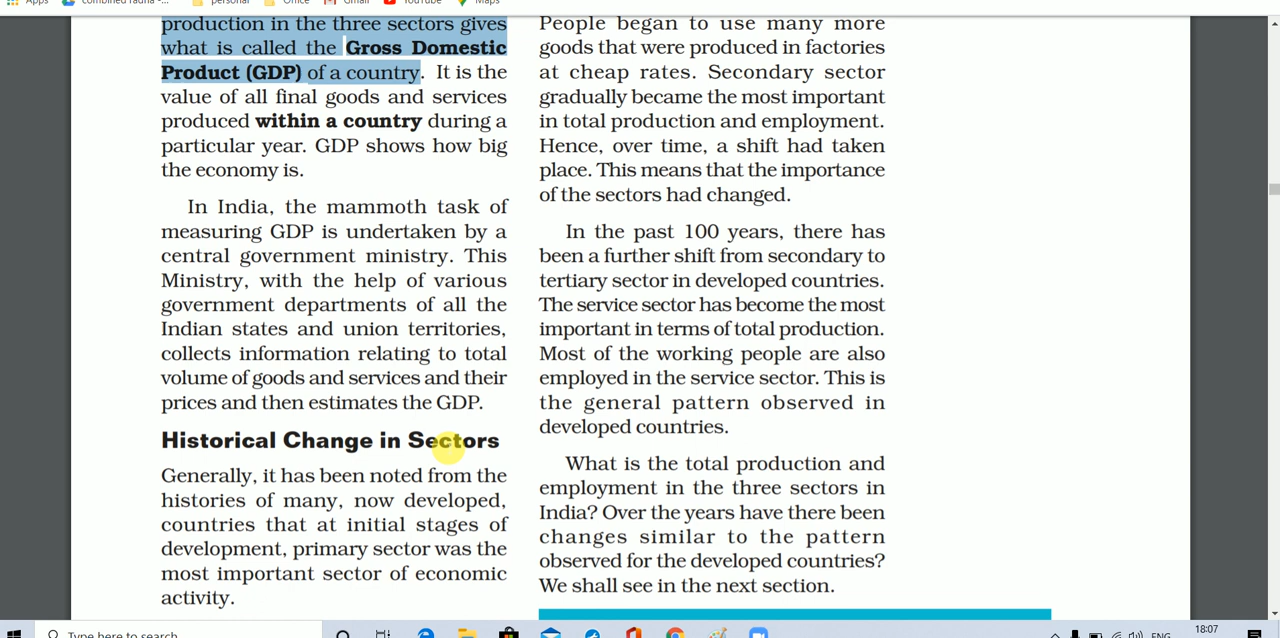 Apps
combined radha -...
personal
Office
Gmail
YouTube
Maps
production in the three sectors gives
what is called the Gross Domestic
Product (GDP) of a country. It is the
value of all final goods and services
produced within a country during a
particular year. GDP shows how big
the economy is.
In India, the mammoth task of
measuring GDP is undertaken by a
central government ministry. This
Ministry, with the help of various
government departments of all the
Indian states and union territories,
collects information relating to total
volume of goods and services and their
prices and then estimates the GDP.
Historical Change in Sectors
Generally, it has been noted from the
histories of many, now developed,
countries that at initial stages of
development, primary sector was the
most important sector of economic
activity.
People began to use many more
goods that were produced in factories
at cheap rates. Secondary sector
gradually became the most important
in total production and employment.
Hence, over time, a shift had taken
place. This means that the importance
of the sectors had changed.
In the past 100 years, there has
been a further shift from secondary to
tertiary sector in developed countries.
The service sector has become the most
important in terms of total production.
Most of the working people are also
employed in the service sector. This is
the general pattern observed in
developed countries.
What is the total production and
employment in the three sectors in
India? Over the years have there been
changes similar to the pattern
observed for the developed countries?
We shall see in the next section.
Type here to search
ENG
18:07